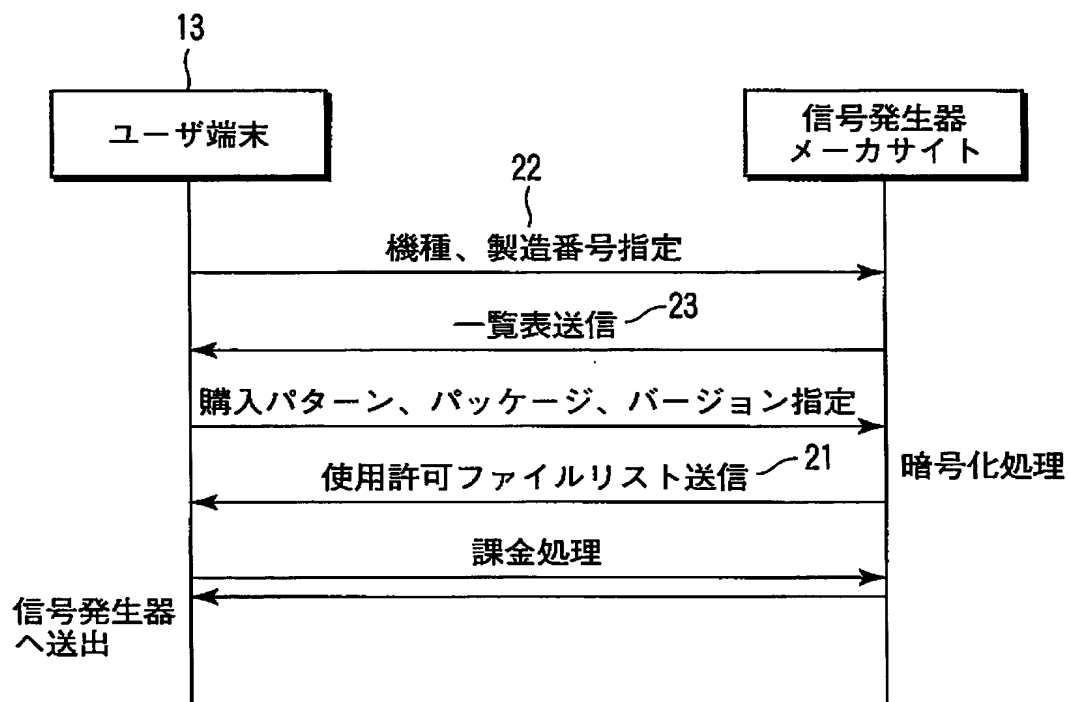 13
ユーザ端末
信号発生器
メーカサイト
22
機種、製造番号指定
一覧表送信 23
購入パターン、パッケージ、バージョン指定
使用許可ファイルリスト送信 21
暗号化処理
課金処理
信号発生器
へ送出